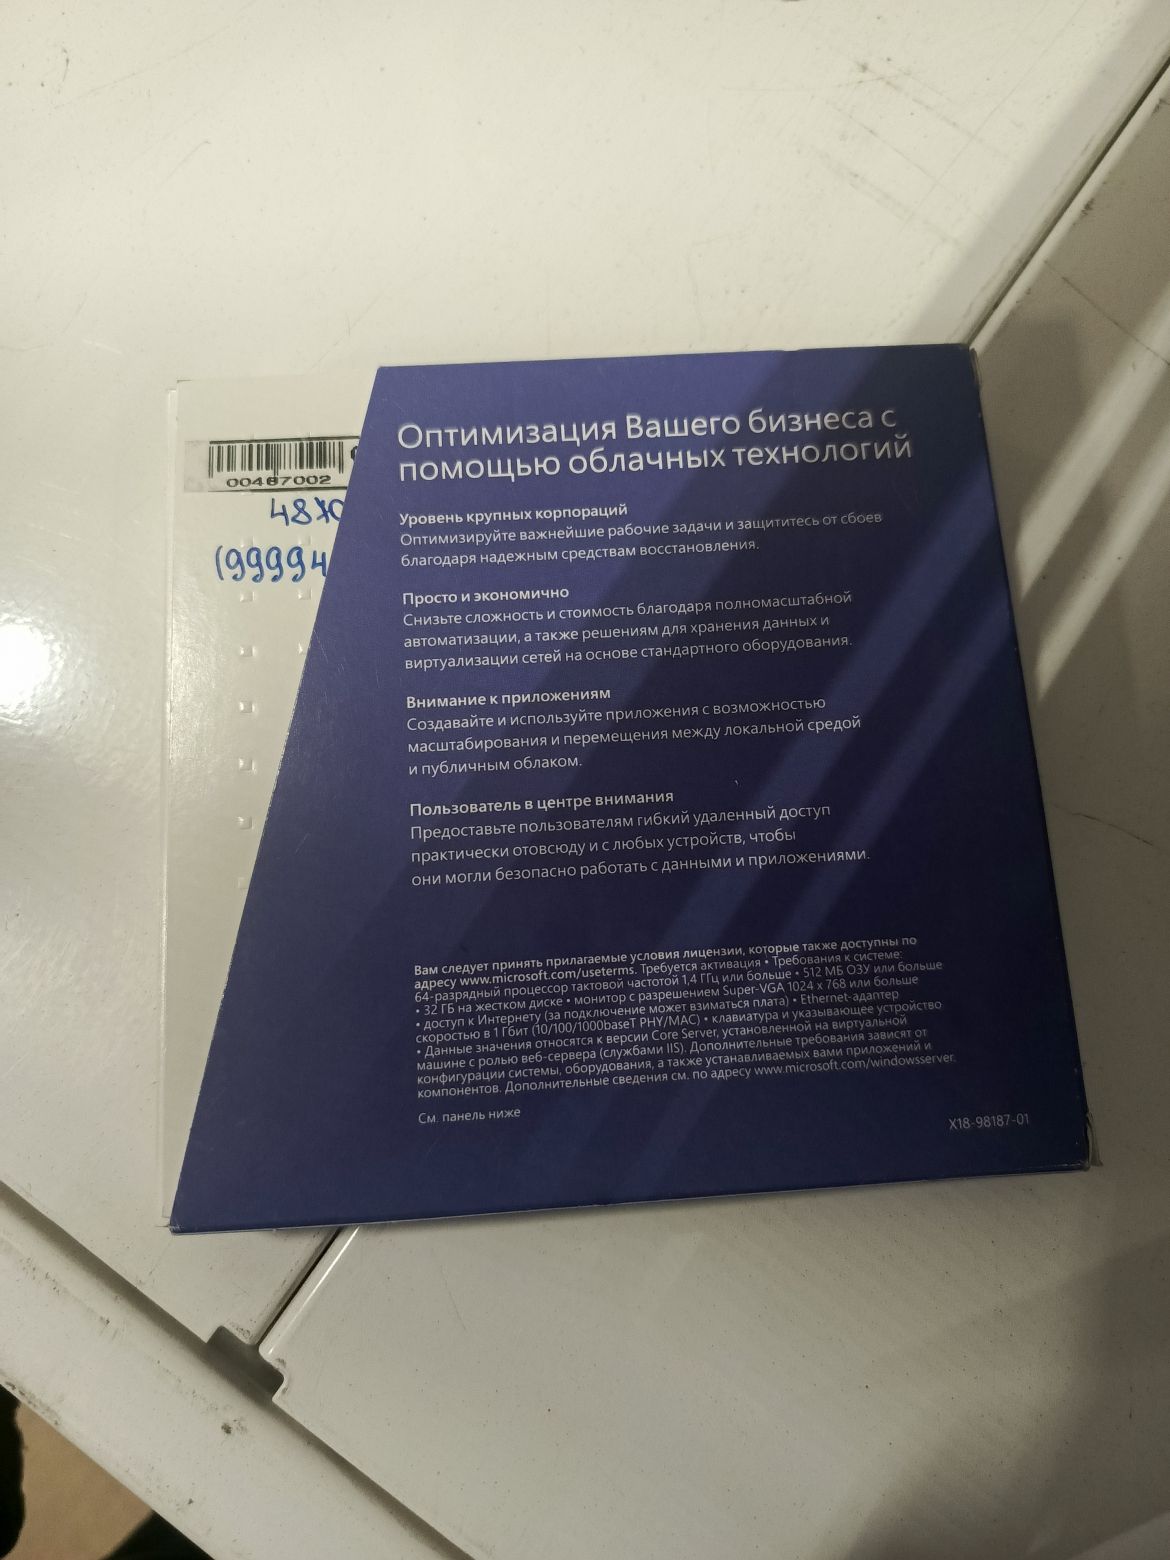 Оптимизация Вашего бизнеса с
помощью облачных технологий
Уровень крупных корпораций
Оптимизируйте важнейшие рабочие задачи и защититесь от сбоев
благодаря надежным средствам восстановления.
Просто и экономично
Снизьте сложность и стоимость благодаря полномасштабной
автоматизации, а также решениям для хранения данных и
виртуализации сетей на основе стандартного оборудования.
Внимание к приложениям
Создавайте и используйте приложения с возможностью
масштабирования и перемещения между локальной средой
и публичным облаком.
Пользователь в центре внимания
Предоставьте пользователям гибкий удаленный доступ
практически отовсюду и с любых устройств, чтобы
они могли безопасно работать с данными и приложениями.
Вам следует принять прилагаемые условия лицензии, которые также доступны по
адресу www.microsoft.com/useterms. Требуется активация • Требования к системе:
64-разрядный процессор тактовой частотой 1,4 ГГц или больше • 512 МБ ОЗУ или больше
• 32 ГБ на жестком диске • монитор с разрешением Super-VGA 1024 x 768 или больше
• доступ к Интернету (за подключение может взиматься плата) • Ethernet-адаптер
скоростью в 1 Гбит (10/100/1000baseT PHY/MAC) • клавиатура и указывающее устройство
• Данные значения относятся к версии Core Server, установленной на виртуальной
машине с ролью веб-сервера (службами IIS). Дополнительные требования зависят от
конфигурации системы, оборудования, а также устанавливаемых вами приложений и
компонентов. Дополнительные сведения см. по адресу www.microsoft.com/windowsserver.
См. панель ниже
X18-98187-01
00467002
(99994